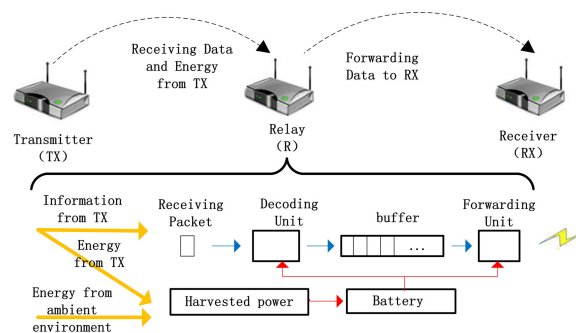 Receiving Data
and Energy
from TX
Forwarding
Data to RX
Transmitter
(TX)
Relay
(R)
Receiver
(RX)
Information
from TX
Receiving
Packet
Decoding
Unit
buffer
Forwarding
Unit
...
Energy
from TX
Energy from
ambient
environment
Harvested power
Battery